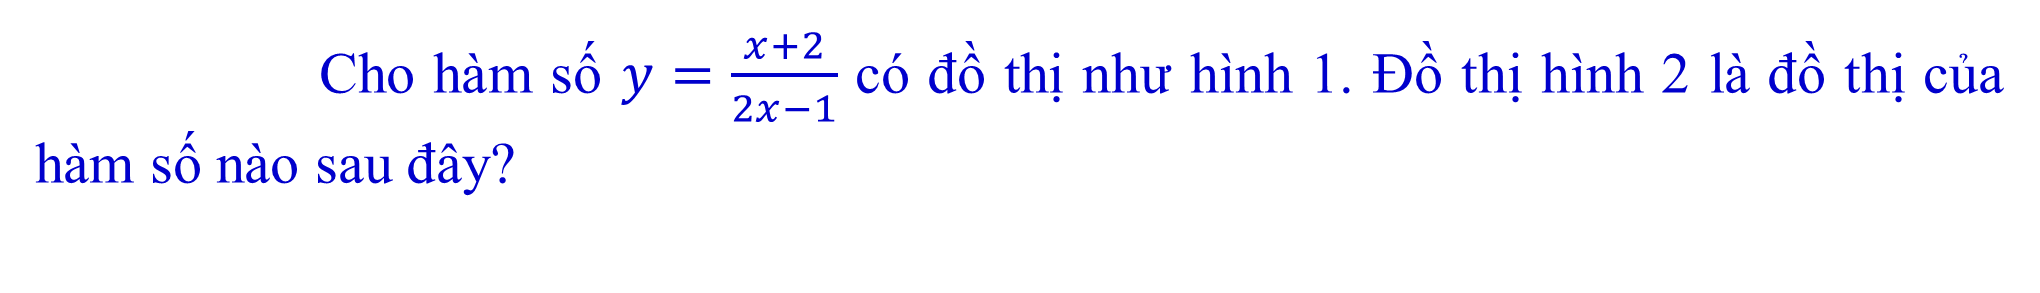 Cho hàm số $y = \frac{x+2}{2x-1}$ có đồ thị như hình 1. Đồ thị hình 2 là đồ thị của
hàm số nào sau đây?